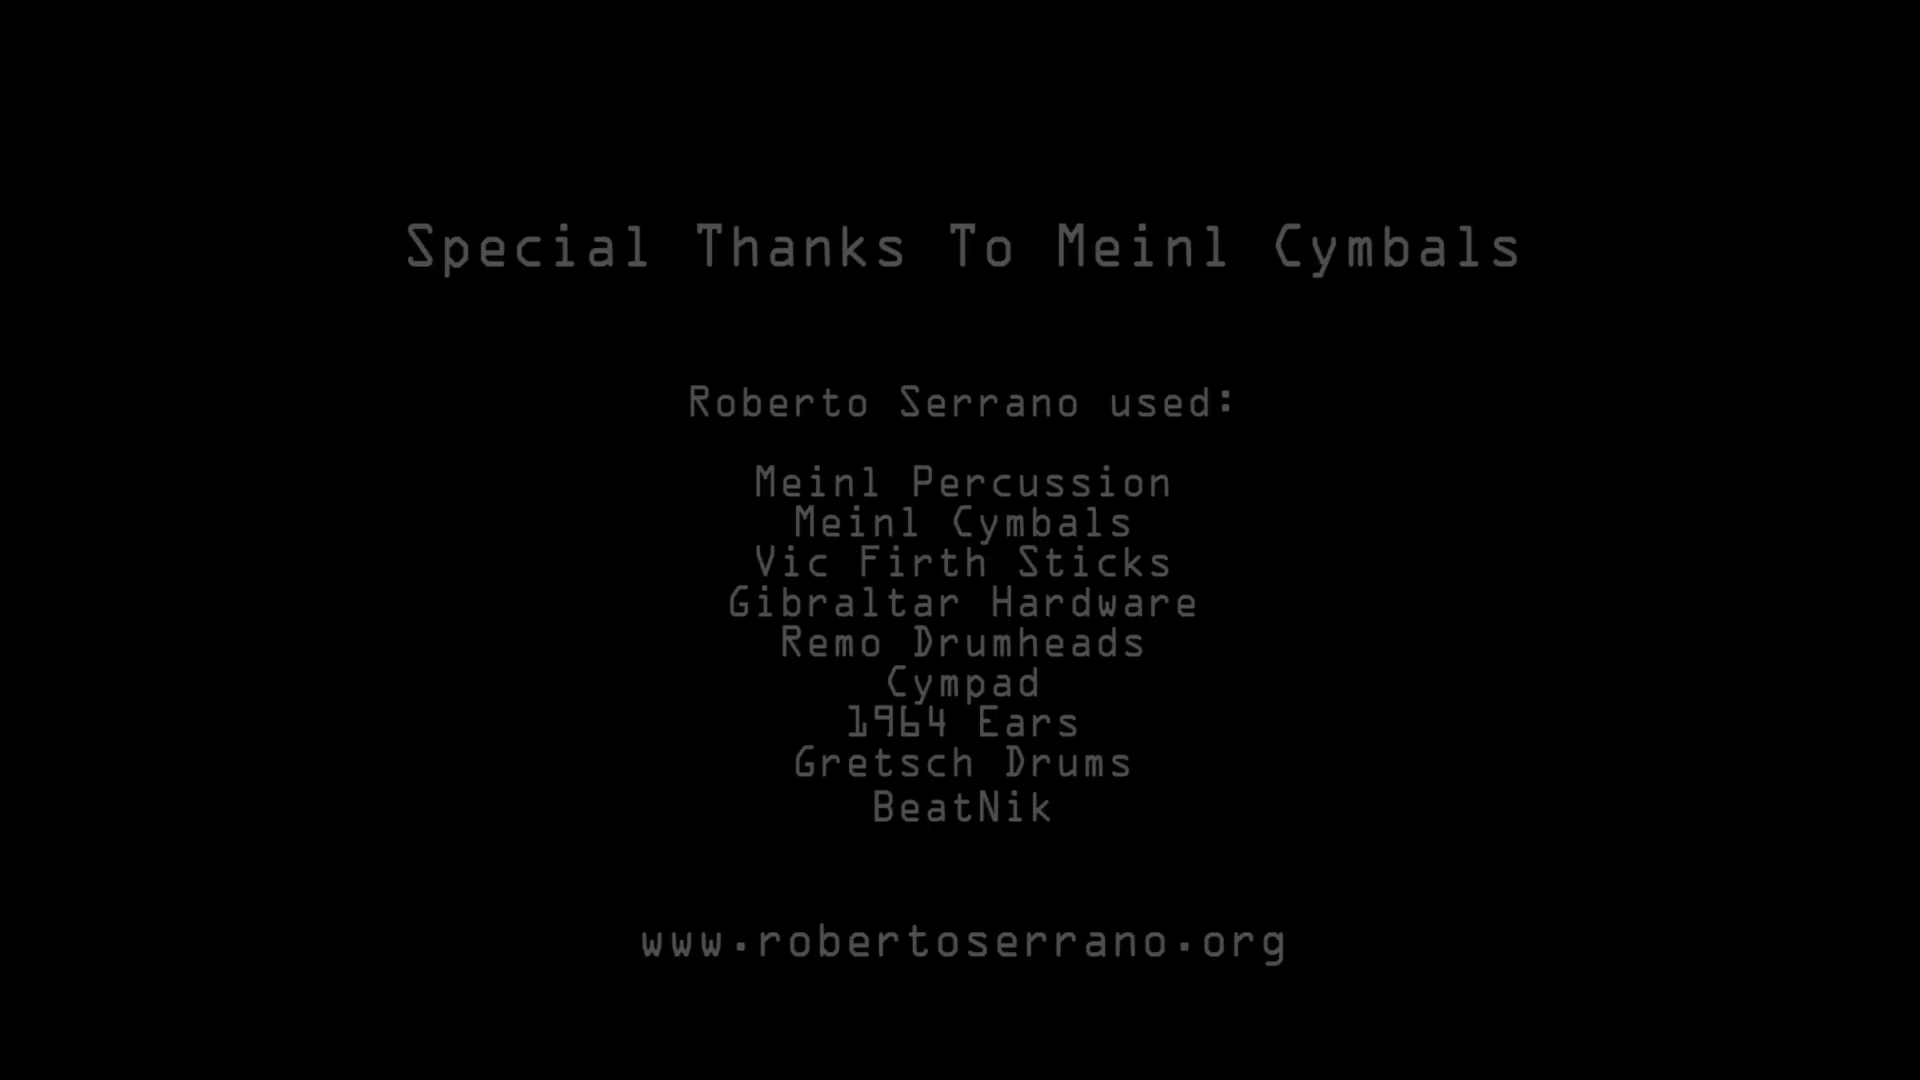 Special Thanks To Meinl Cymbals
Roberto Serrano used:
Meinl Percussion
Meinl Cymbals
Vic Firth Sticks
Gibraltar Hardware
Remo Drumheads
Cympad
1964 Ears
Gretsch Drums
BeatNik
www.robertoserrano.org